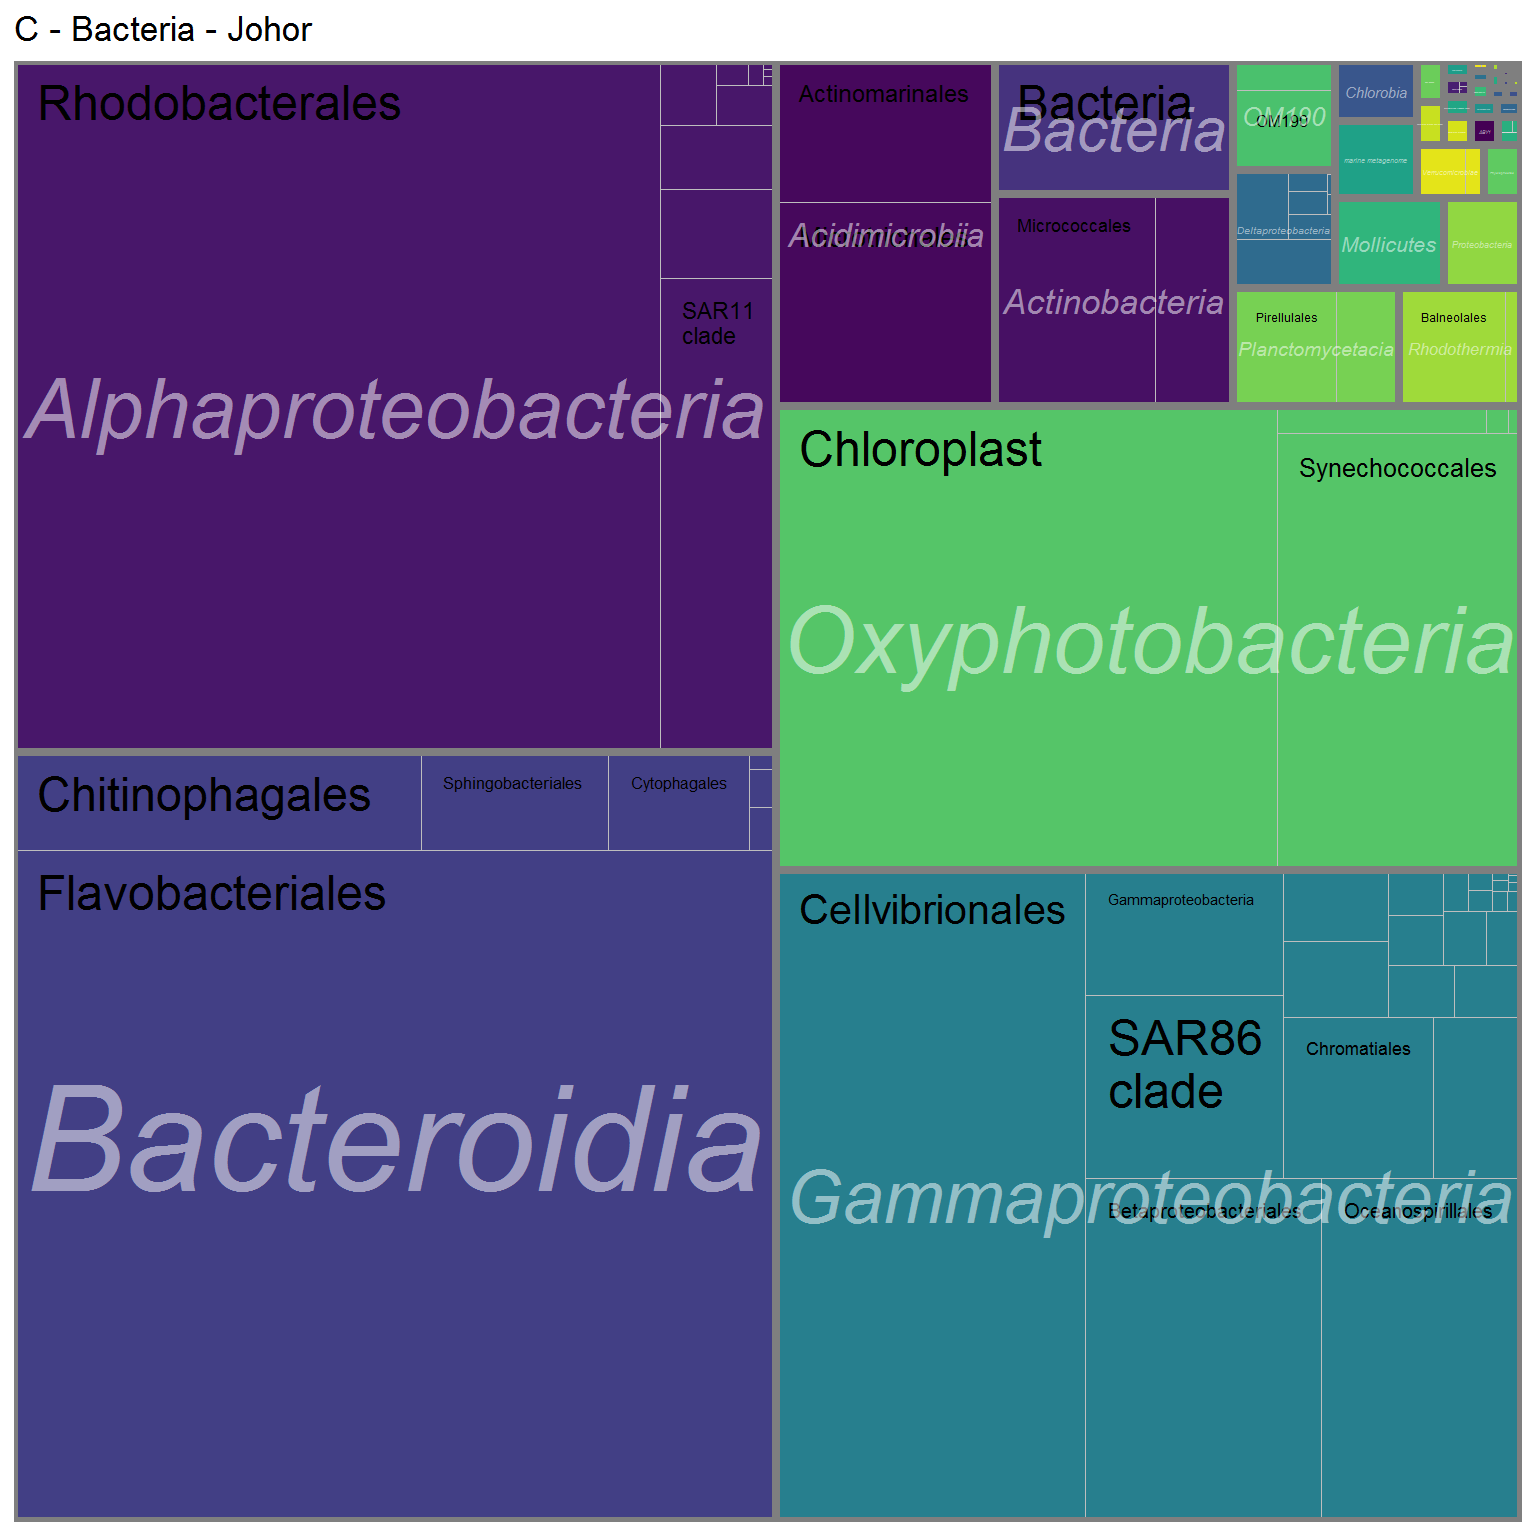 C - Bacteria - Johor
Rhodobacterales
SAR11
clade
Alphaproteobacteria
Chitinophagales
Sphingobacteriales
Cytophagales
Flavobacteriales
Bacteroidia
Actinomarinales
Acidimicrobiia
Bacteria
Bacteria
Micrococcales
Actinobacteria
OM190
OM190
Deltaproteobacteria
Chlorobia
marine metagenome
Mollicutes
Proteobacteria
Verrucomicrobiae
Pirellulales
Planctomycetacia
Balneolales
Rhodothermia
Chloroplast
Synechococcales
Oxyphotobacteria
Cellvibrionales
Gammaproteobacteria
SAR86
clade
Chromatiales
Gammaproteobacteria
Betaproteobacteriales
Oceanospirillales